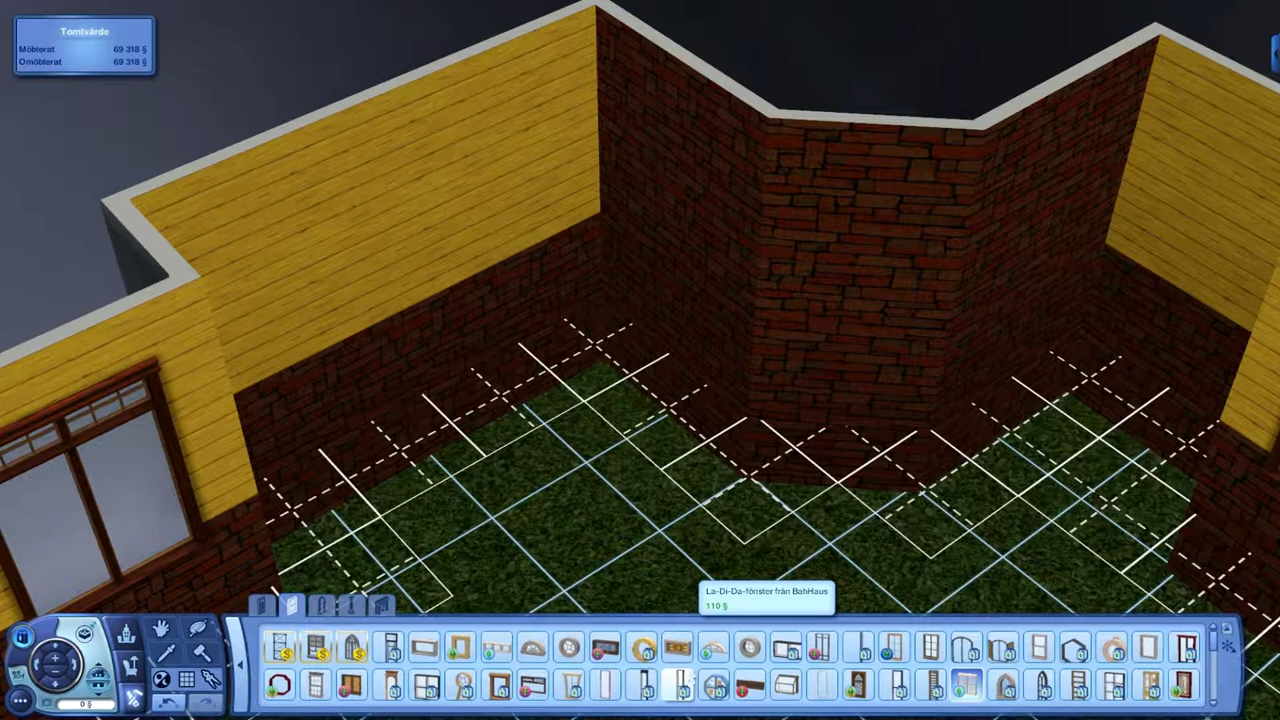 Tomtvärde
Möblerat 69 318 §
Omöblerat 69 318 §
La-Di-Da-fönster från BahHaus
110 §
0 §